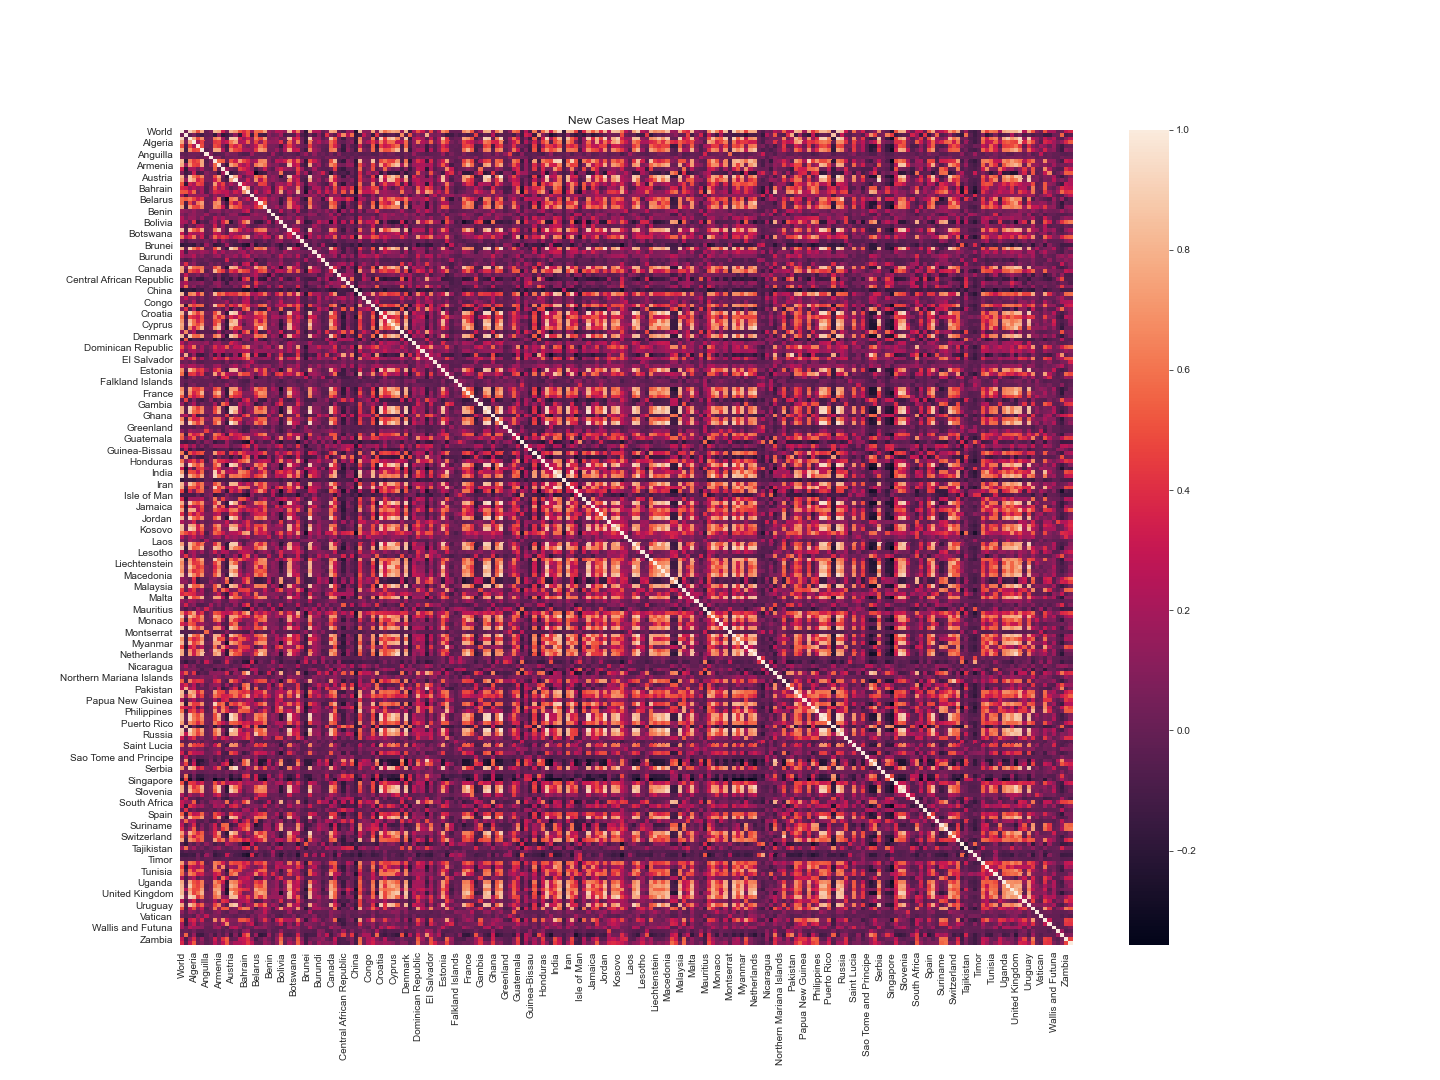 New Cases Heat Map
World
Algeria
Anguilla
Armenia
Austria
Bahrain
Belarus
Benin
Bolivia
Botswana
Brunei
Burundi
Canada
Central African Republic
China
Congo
Croatia
Cyprus
Denmark
Dominican Republic
El Salvador
Estonia
Falkland Islands
France
Gambia
Ghana
Greenland
Guatemala
Guinea-Bissau
Honduras
India
Iran
Isle of Man
Jamaica
Jordan
Kosovo
Laos
Lesotho
Liechtenstein
Macedonia
Malaysia
Malta
Mauritius
Monaco
Montserrat
Myanmar
Netherlands
Nicaragua
Northern Mariana Islands
Pakistan
Papua New Guinea
Philippines
Puerto Rico
Russia
Saint Lucia
Sao Tome and Principe
Serbia
Singapore
Slovenia
South Africa
Spain
Suriname
Switzerland
Tajikistan
Timor
Tunisia
Uganda
United Kingdom
Uruguay
Vatican
Wallis and Futuna
Zambia
World
Algeria
Anguilla
Armenia
Austria
Bahrain
Belarus
Benin
Bolivia
Botswana
Brunei
Burundi
Canada
Central African Republic
China
Congo
Croatia
Cyprus
Denmark
Dominican Republic
El Salvador
Estonia
Falkland Islands
France
Gambia
Ghana
Greenland
Guatemala
Guinea-Bissau
Honduras
India
Iran
Isle of Man
Jamaica
Jordan
Kosovo
Laos
Lesotho
Liechtenstein
Macedonia
Malaysia
Malta
Mauritius
Monaco
Montserrat
Myanmar
Netherlands
Nicaragua
Northern Mariana Islands
Pakistan
Papua New Guinea
Philippines
Puerto Rico
Russia
Saint Lucia
Sao Tome and Principe
Serbia
Singapore
Slovenia
South Africa
Spain
Suriname
Switzerland
Tajikistan
Timor
Tunisia
Uganda
United Kingdom
Uruguay
Vatican
Wallis and Futuna
Zambia
1.0
0.8
0.6
0.4
0.2
0.0
−0.2